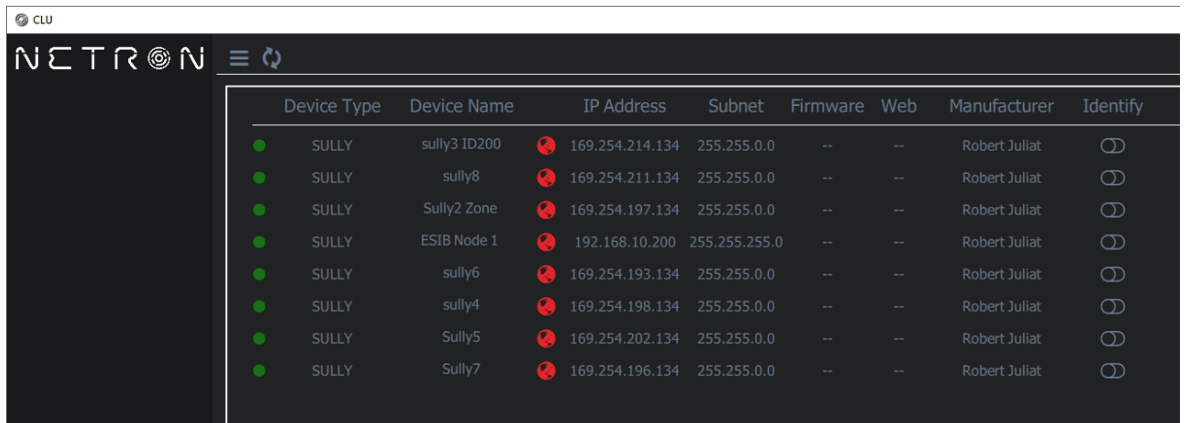 CLU
NETRON
Device Type Device Name IP Address Subnet Firmware Web Manufacturer Identify
SULLY sully3 ID200 169.254.214.134 255.255.0.0 -- -- Robert Juliat
SULLY sully8 169.254.211.134 255.255.0.0 -- -- Robert Juliat
SULLY Sully2 Zone 169.254.197.134 255.255.0.0 -- -- Robert Juliat
SULLY ESIB Node 1 192.168.10.200 255.255.255.0 -- -- Robert Juliat
SULLY sully6 169.254.193.134 255.255.0.0 -- -- Robert Juliat
SULLY sully4 169.254.198.134 255.255.0.0 -- -- Robert Juliat
SULLY Sully5 169.254.202.134 255.255.0.0 -- -- Robert Juliat
SULLY Sully7 169.254.196.134 255.255.0.0 -- -- Robert Juliat